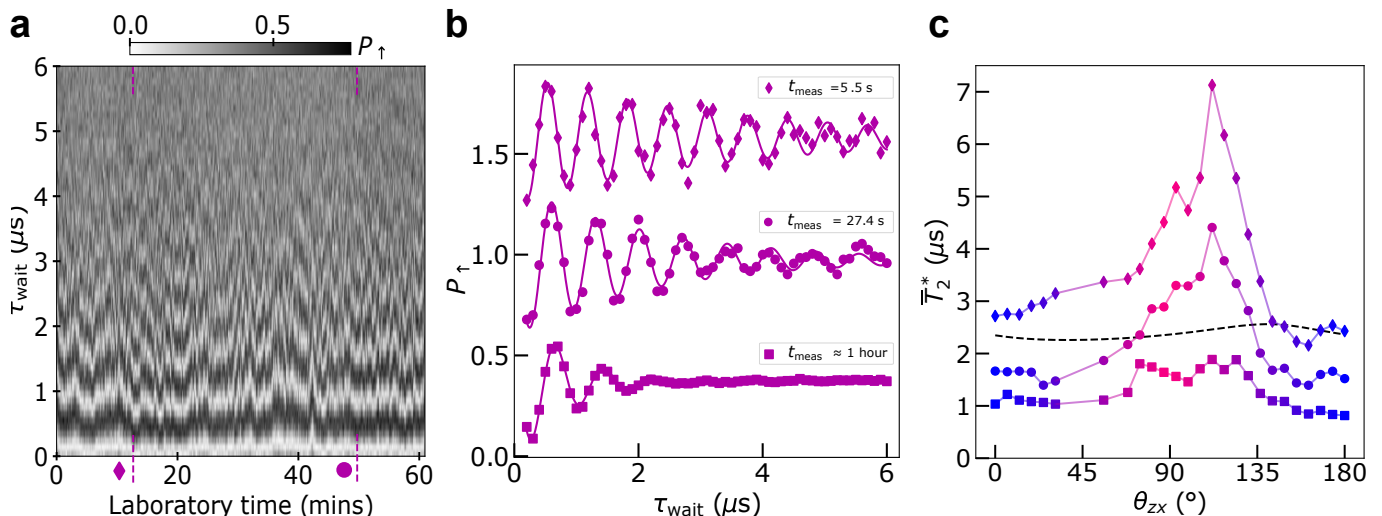 a
0.0 0.5
P↑
6
5
4
3
2
1
0
τwait (μs)
0 20 40 60
Laboratory time (mins)
b
tmeas =5.5 s
tmeas = 27.4 s
tmeas ≈ 1 hour
1.5
1.0
0.5
0.0
P↑
0 2 4 6
τwait (μs)
c
7
6
5
4
3
2
1
0
T̿2* (μs)
0 45 90 135 180
θzx (°)